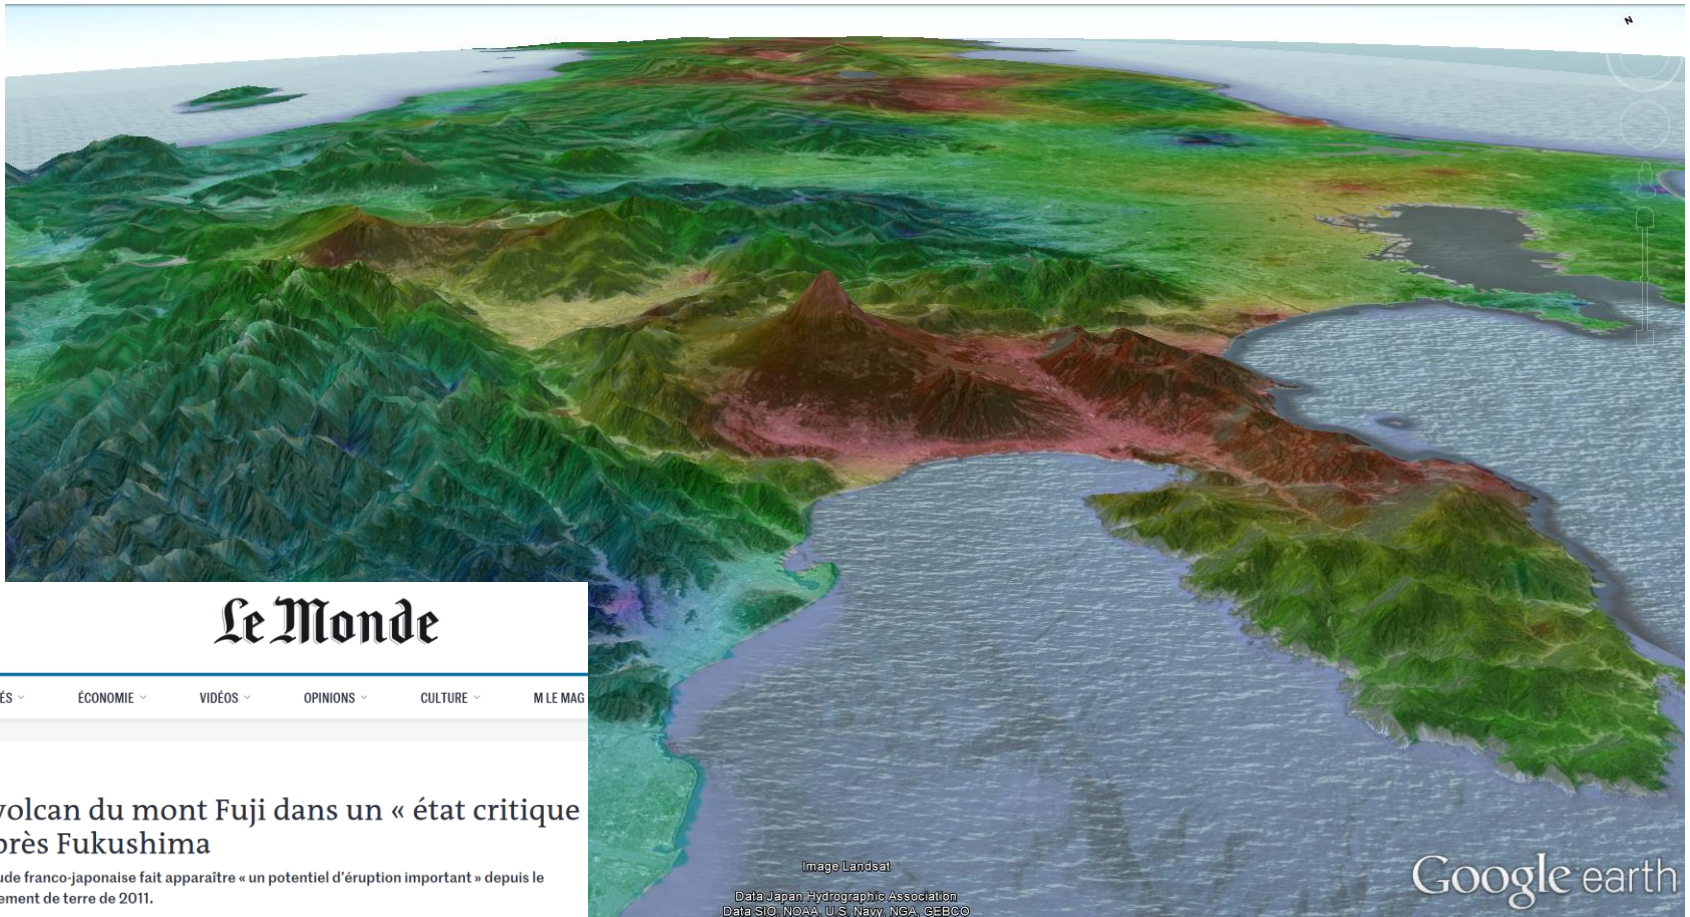 N
Le Monde
ÉS
ÉCONOMIE
VIDÉOS
OPINIONS
CULTURE
M LE MAG
volcan du mont Fuji dans un « état critique
près Fukushima
ude franco-japonaise fait apparaître « un potentiel d'éruption important » depuis le
ement de terre de 2011.
Image Landsat
Data Japan Hydrographic Association
Data SIO, NOAA, U.S. Navy, NGA, GEBCO
Google earth